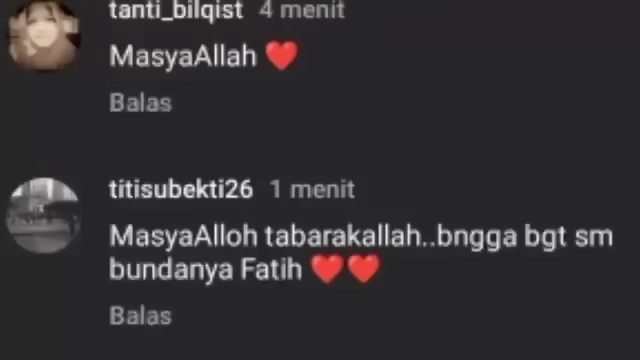 tanti_bilqist 4 menit
MasyaAllah ❤️
Balas
titisubekti26 1 menit
MasyaAlloh tabarakallah..bngga bgt sm
bundanya Fatih ❤️❤️
Balas